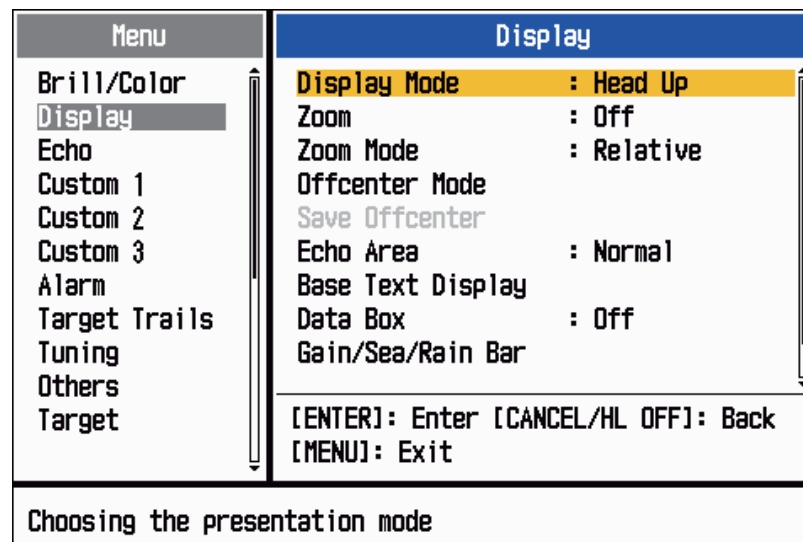 Menu
Brill/Color
Display
Echo
Custom 1
Custom 2
Custom 3
Alarm
Target Trails
Tuning
Others
Target
Display
Display Mode : Head Up
Zoom : Off
Zoom Mode : Relative
Offcenter Mode
Save Offcenter
Echo Area : Normal
Base Text Display
Data Box : Off
Gain/Sea/Rain Bar
[ENTER]: Enter [CANCEL/HL OFF]: Back
[MENU]: Exit
Choosing the presentation mode